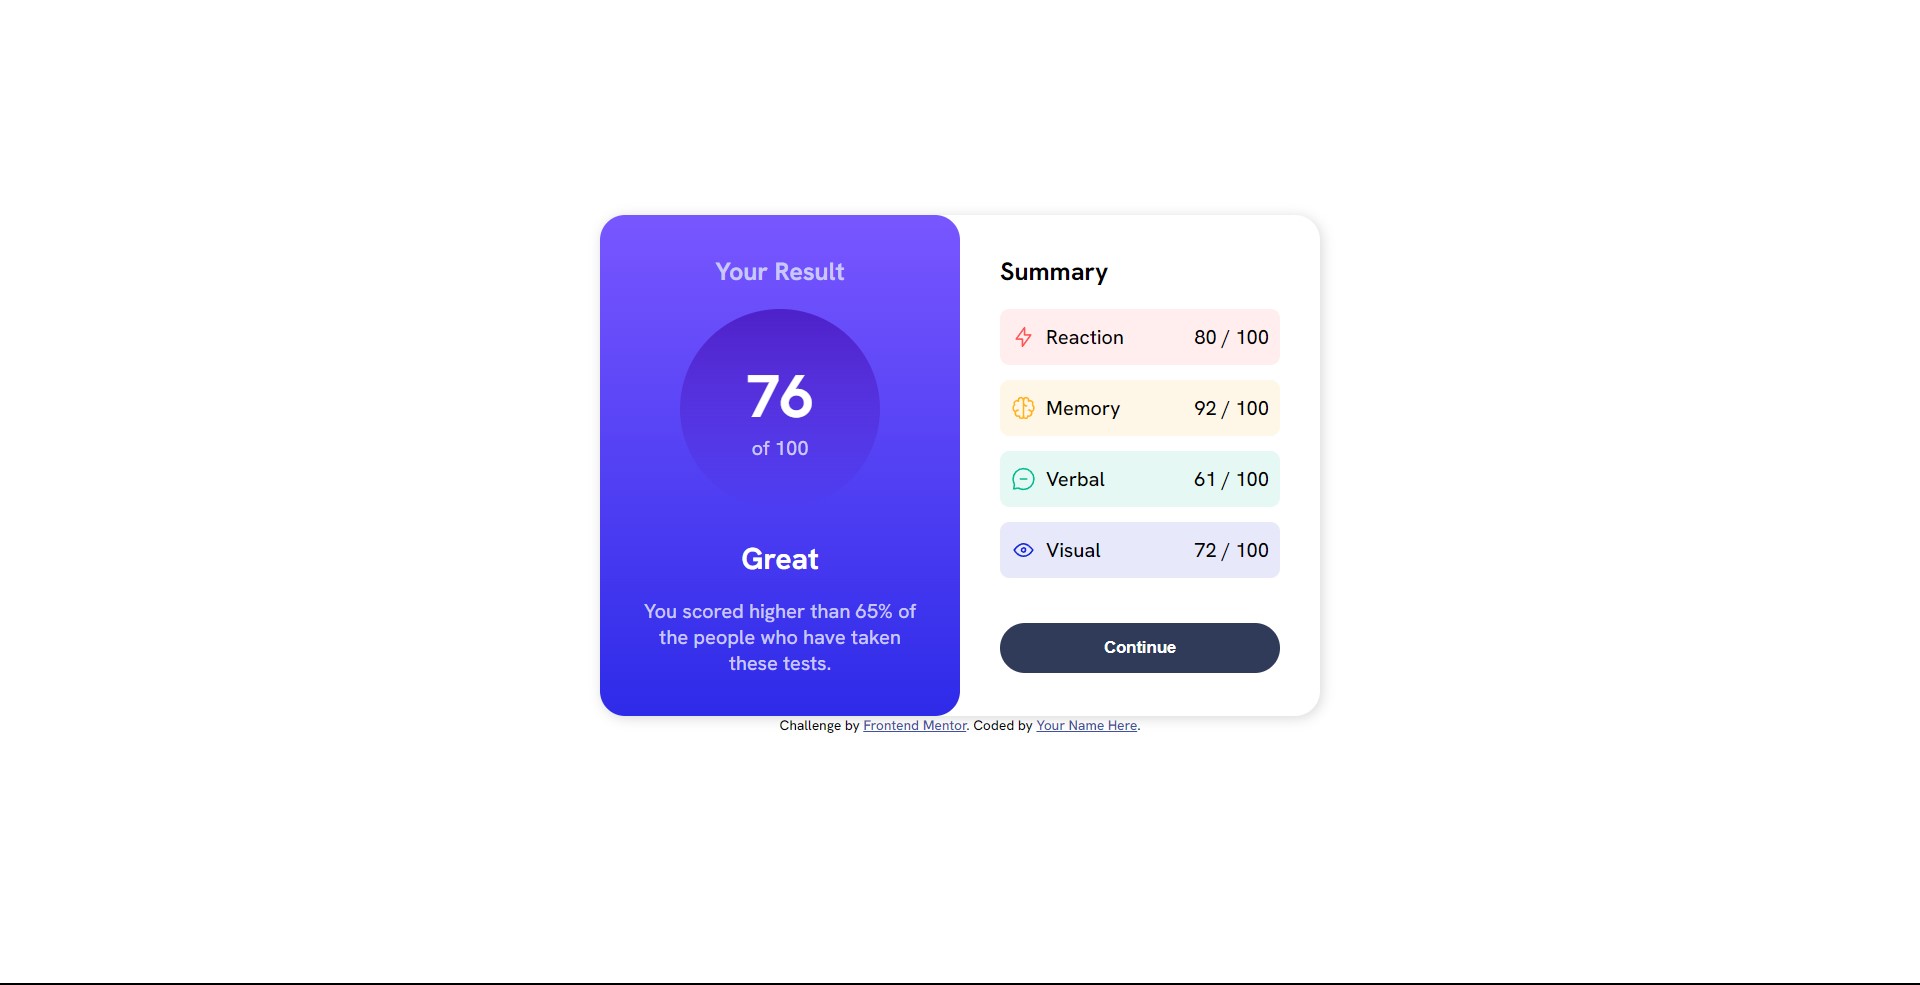 Your Result
76
of 100
Great
You scored higher than 65% of
the people who have taken
these tests.
Summary
Reaction 80 / 100
Memory 92 / 100
Verbal 61 / 100
Visual 72 / 100
Continue
Challenge by Frontend Mentor. Coded by Your Name Here.